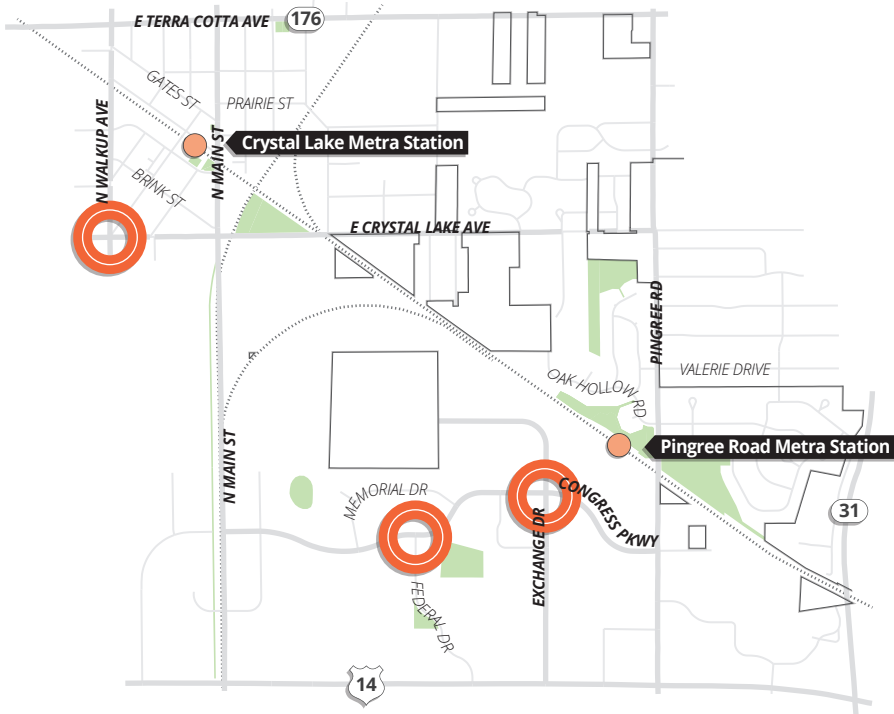 E TERRA COTTA AVE
176
GATES ST
PRAIRIE ST
N WALKUP AVE
N MAIN ST
Crystal Lake Metra Station
BRINK ST
E CRYSTAL LAKE AVE
PINGREE RD
VALERIE DRIVE
OAK HOLLOW RD
Pingree Road Metra Station
N MAIN ST
MEMORIAL DR
CONGRESS PKWY
EXCHANGE DR
31
FEDERAL DR
14